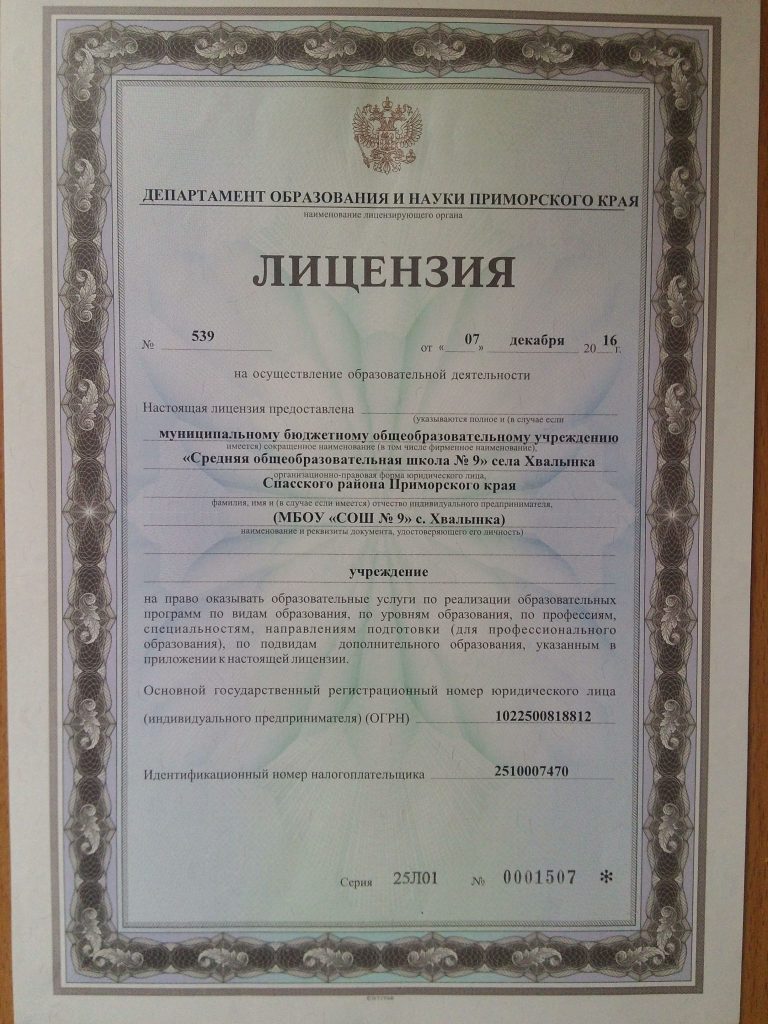 ДЕПАРТАМЕНТ ОБРАЗОВАНИЯ И НАУКИ ПРИМОРСКОГО КРАЯ
наименование лицензирующего органа
ЛИЦЕНЗИЯ
№ 539 от « 07 » декабря 20 16 г.
на осуществление образовательной деятельности
Настоящая лицензия предоставлена
(указываются полное и (в случае если
муниципальному бюджетному общеобразовательному учреждению
имеется) сокращенное наименование (в том числе фирменное наименование),
«Средняя общеобразовательная школа № 9» села Хвалынка
организационно-правовая форма юридического лица,
Спасского района Приморского края
фамилия, имя и (в случае если имеется) отчество индивидуального предпринимателя,
(МБОУ «СОШ № 9» с. Хвалынка)
наименование и реквизиты документа, удостоверяющего его личность)
учреждение
на право оказывать образовательные услуги по реализации образовательных
программ по видам образования, по уровням образования, по профессиям,
специальностям, направлениям подготовки (для профессионального
образования), по подвидам дополнительного образования, указанным в
приложении к настоящей лицензии.
Основной государственный регистрационный номер юридического лица
(индивидуального предпринимателя) (ОГРН) 1022500818812
Идентификационный номер налогоплательщика 2510007470
Серия 25Л01 № 0001507 *